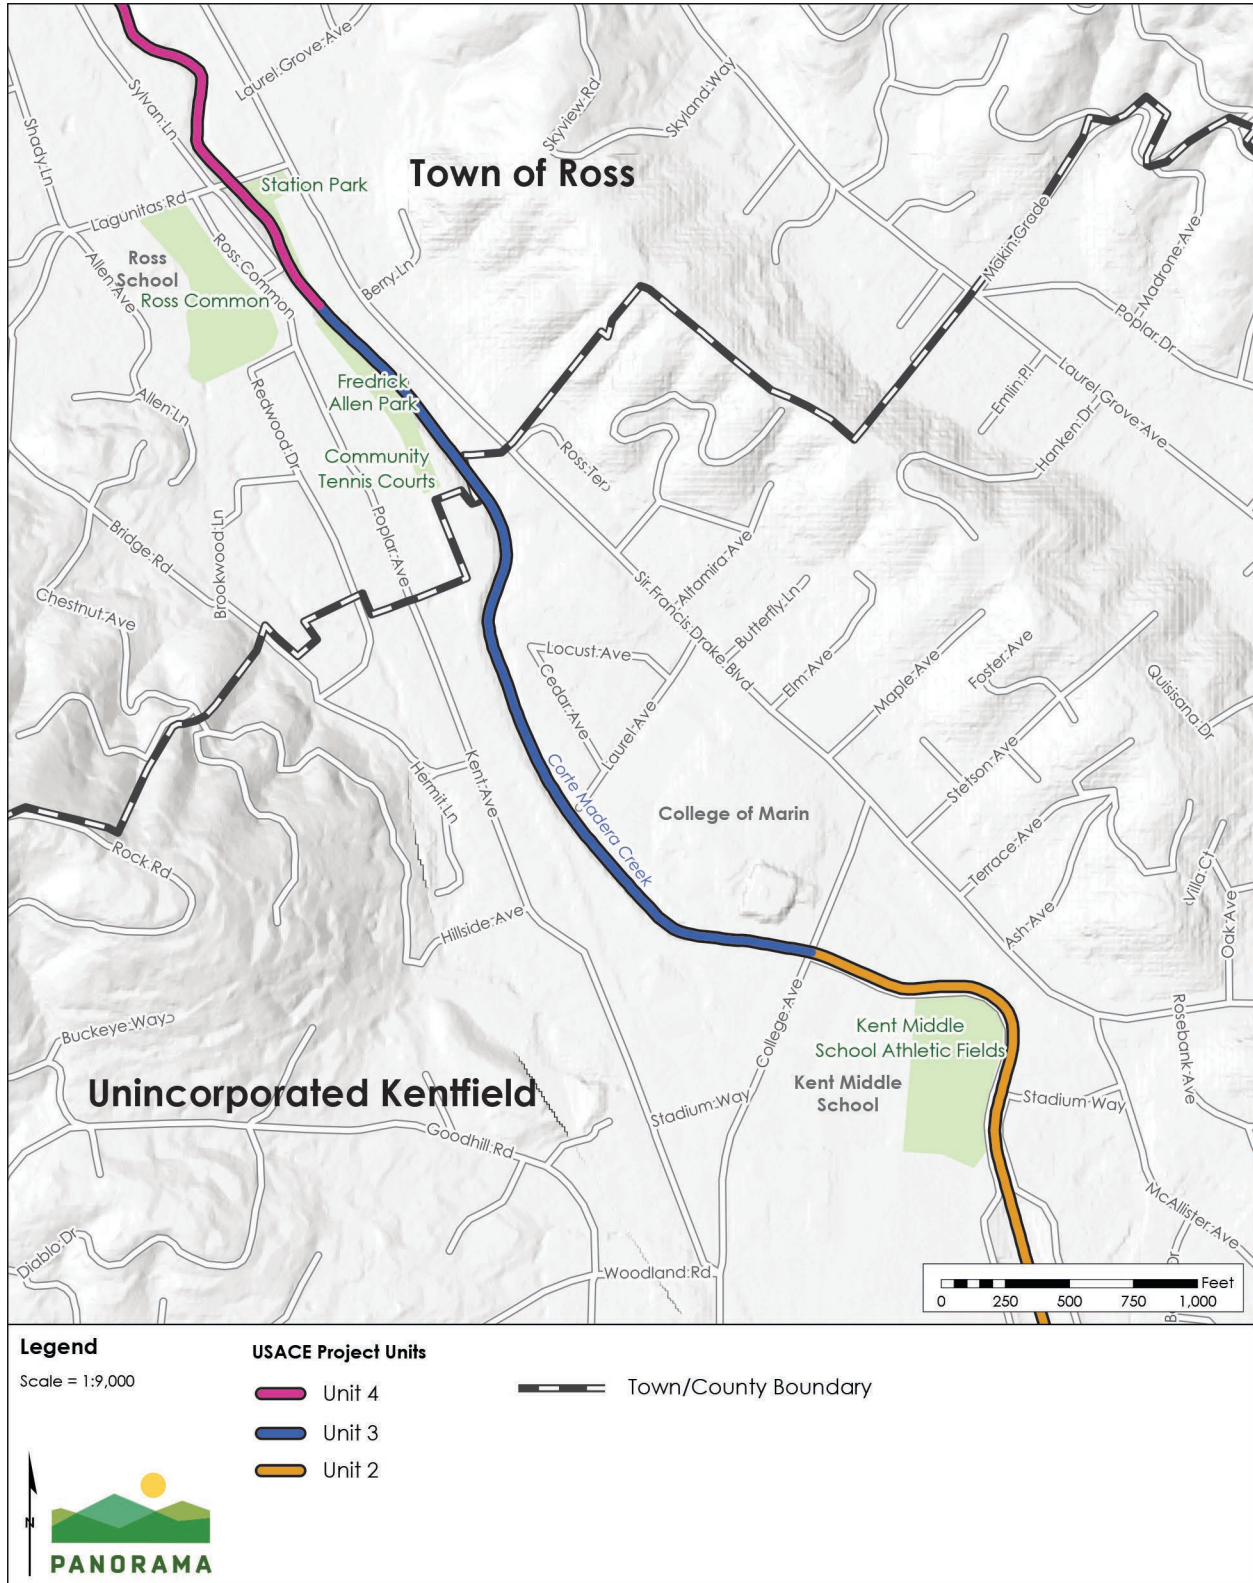 Laurel Grove Ave
Sylvan Ln
Shady Ln
Skyview Rd
Skyland Way
Town of Ross
Station Park
Lagunitas Rd
Ross Common
Ross
School
Ross Common
Allen Ave
Berry Ln
Makin Grade
Madrone Ave
Poplar Dr
Laurel Grove Ave
Emlin Pl
Hanken Dr
Fredrick
Allen Park
Allen Ln
Redwood Dr
Community
Tennis Courts
Ross Ter
Poplar Ave
Bridge Rd
Brookwood Ln
Chestnut Ave
Sir Francis Drake Blvd
Altamira Ave
Butterfly Ln
Locust Ave
Cedar Ave
Laurel Ave
Elm Ave
Maple Ave
Foster Ave
Quisisana Dr
Stetson Ave
Kent Ave
Hermit Ln
Corte Madera Creek
College of Marin
Rock Rd
Terrace Ave
Villa Ct
Ash Ave
Oak Ave
Hillside Ave
College Ave
Buckeye Way
Kent Middle
School Athletic Fields
Kent Middle
School
Rosebank Ave
Unincorporated Kentfield
Stadium Way
Stadium Way
Goodhill Rd
McAllister Ave
Diablo Dr
Woodland Rd
Feet
0 250 500 750 1,000
Legend
Scale = 1:9,000
USACE Project Units
Unit 4
Unit 3
Unit 2
Town/County Boundary
N
PANORAMA